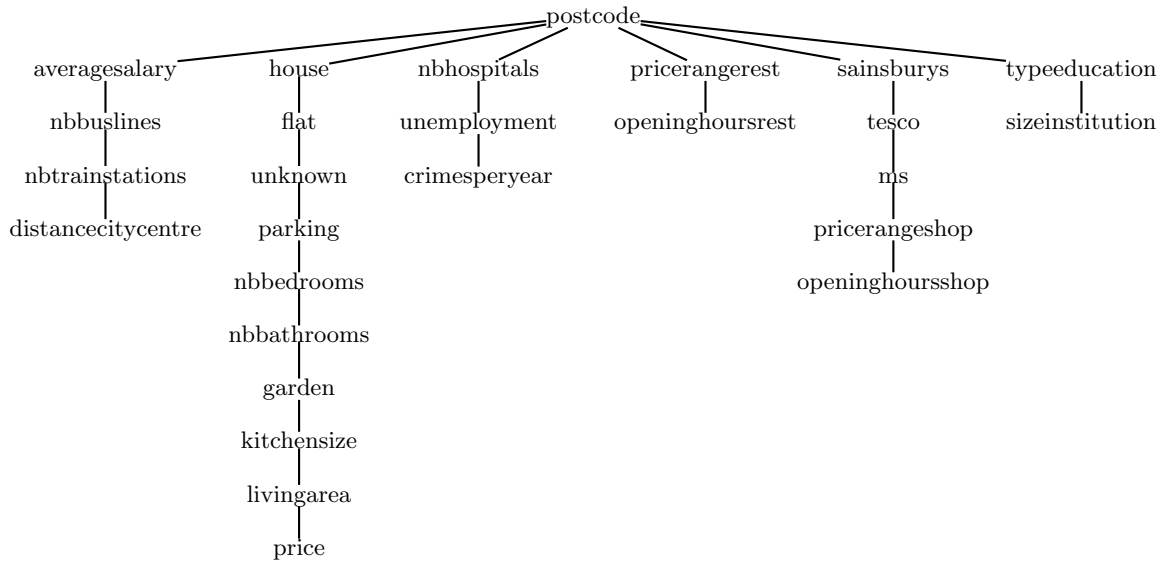 postcode
averagesalary house nbhospitals pricerangerest sainsburys typeeducation
nbbuslines flat unemployment openinghoursrest tesco sizeinstitution
nbtrainstations unknown crimesperyear ms
distancecitycentre parking pricerangeshop
nbbedrooms openinghoursshop
nbbathrooms
garden
kitchensize
livingarea
price